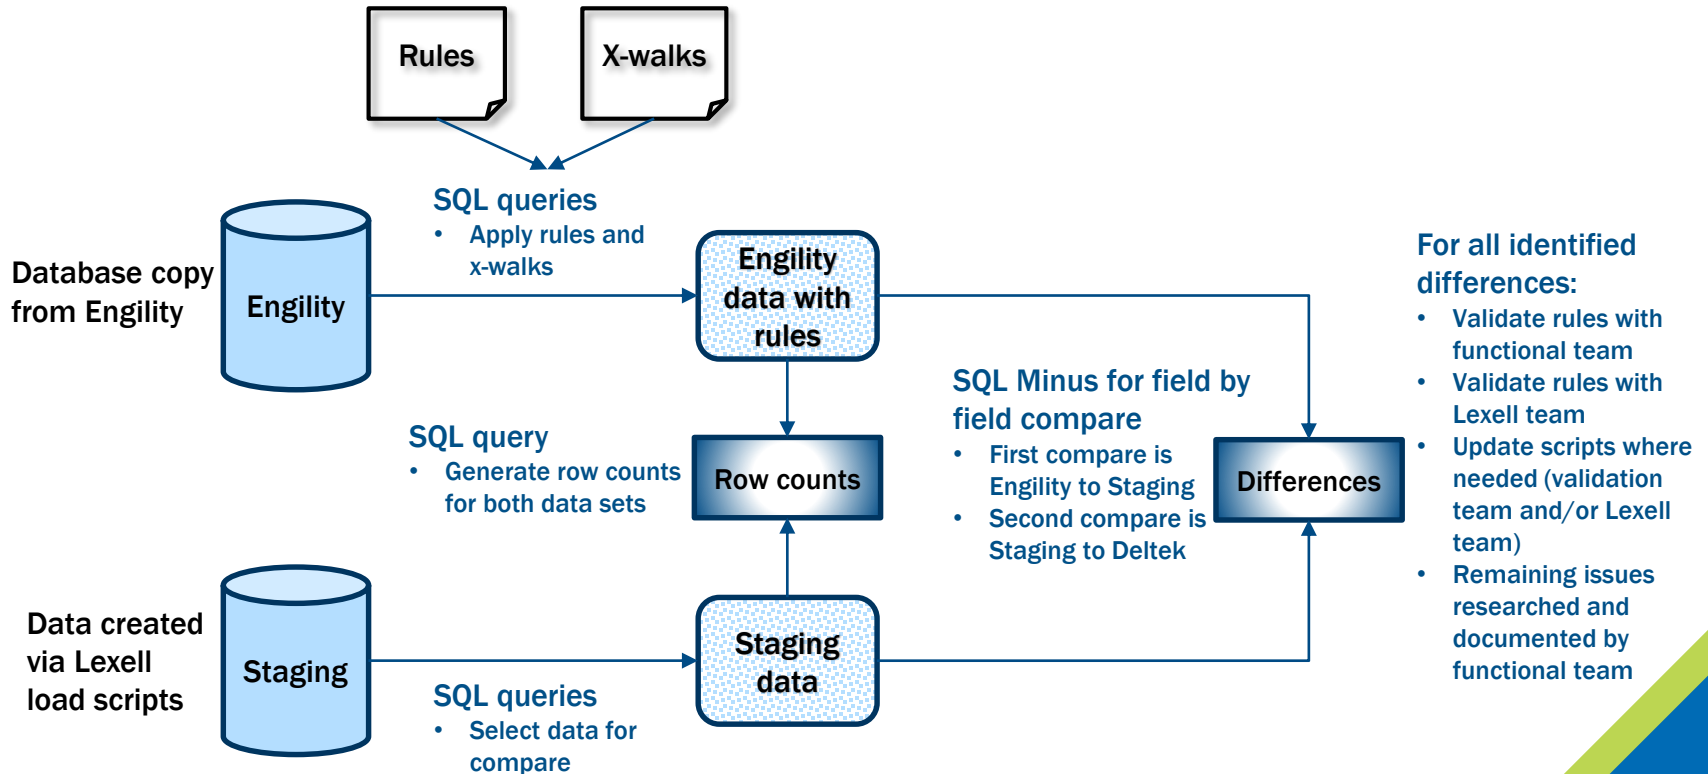 Rules
X-walks
SQL queries
• Apply rules and
x-walks
Database copy
from Engility
Engility
Engility
data with
rules
For all identified
differences:
• Validate rules with
functional team
• Validate rules with
Lexell team
• Update scripts where
needed (validation
team and/or Lexell
team)
• Remaining issues
researched and
documented by
functional team
SQL Minus for field by
field compare
• First compare is
Engility to Staging
• Second compare is
Staging to Deltek
Differences
SQL query
• Generate row counts
for both data sets
Row counts
Data created
via Lexell
load scripts
Staging
Staging
data
SQL queries
• Select data for
compare